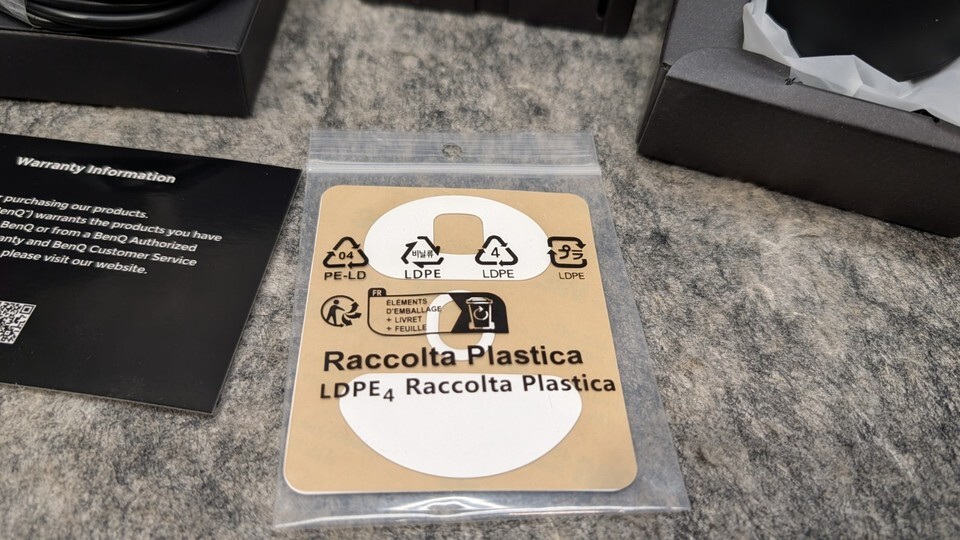 Warranty Information
purchasing our products.
BenQ") warrants the products you have
BenQ or from a BenQ Authorized
anty and BenQ Customer Service
please visit our website.
04
PE-LD
비닐류
LDPE
4
LDPE
プラ
LDPE
FR
ELEMENTS
D'EMBALLAGE
+ LIVRET
+ FEUILLE
Raccolta Plastica
LDPE4 Raccolta Plastica